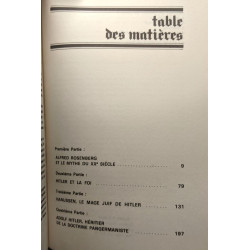 table
des matières
Première Partie :
ALFRED ROSENBERG
ET LE MYTHE DU XXe SIÈCLE 9
Deuxième Partie :
HITLER ET LA FOI 79
Troisième Partie :
HANUSSEN, LE MAGE JUIF DE HITLER 131
Quatrième Partie :
ADOLF HITLER, HÉRITIER
DE LA DOCTRINE PANGERMANISTE 187